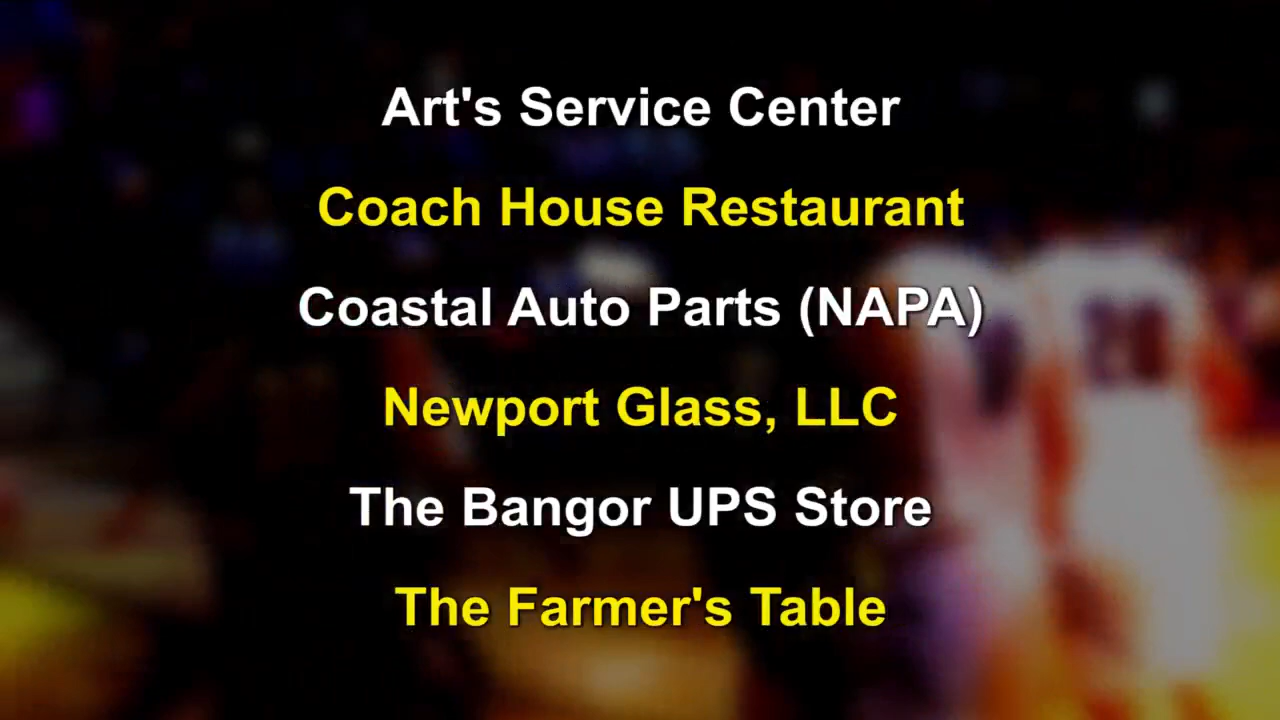 Art's Service Center
Coach House Restaurant
Coastal Auto Parts (NAPA)
Newport Glass, LLC
The Bangor UPS Store
The Farmer's Table